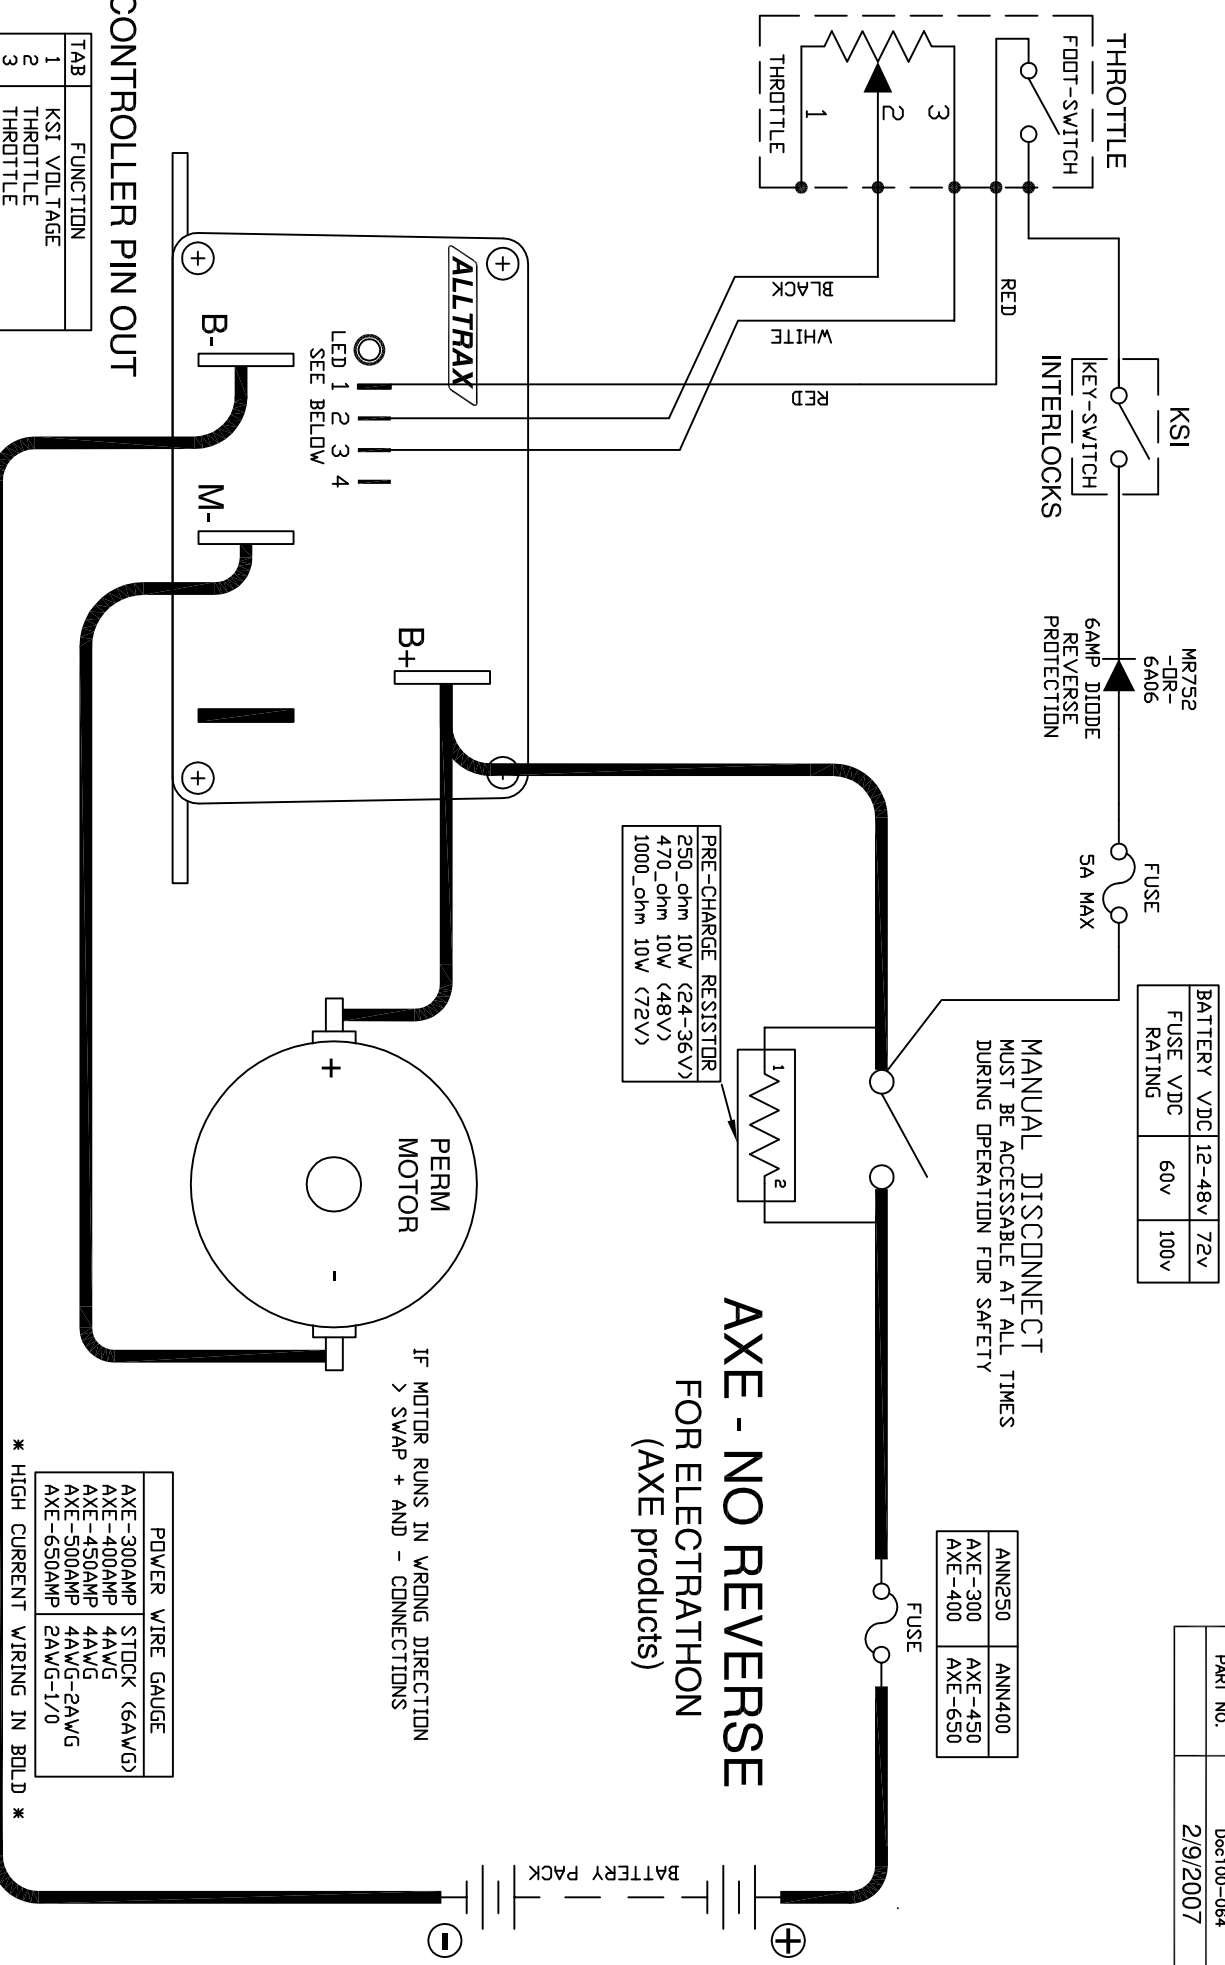 PART NO.
Doc100-064
2/9/2007
BATTERY VDC 12-48v 72v
FUSE VDC 60v 100v
RATING
THROTTLE
FOOT-SWITCH
3
2
1
THROTTLE
RED
BLACK
WHITE
RED
KSI
KEY-SWITCH
INTERLOCKS
MR752
-OR-
6A06
6AMP DIODE
REVERSE
PROTECTION
FUSE
5A MAX
MANUAL DISCONNECT
MUST BE ACCESSABLE AT ALL TIMES
DURING OPERATION FOR SAFETY
ANN250 ANN400
AXE-300 AXE-450
AXE-400 AXE-650
FUSE
1 2
PRE-CHARGE RESISTOR
250_ohm 10W (24-36V)
470_ohm 10W (48V)
1000_ohm 10W (72V)
AXE - NO REVERSE
FOR ELECTRATHON
(AXE products)
BATTERY PACK
+
-
ALLTRAX
LED 1 2 3 4
SEE BELOW
B+
B-
M-
PERM
MOTOR
+ -
IF MOTOR RUNS IN WRONG DIRECTION
> SWAP + AND - CONNECTIONS
CONTROLLER PIN OUT
TAB FUNCTION
1 KSI VOLTAGE
2 THROTTLE
3 THROTTLE
POWER WIRE GAUGE
AXE-300AMP STOCK (6AWG)
AXE-400AMP 4AWG
AXE-450AMP 4AWG
AXE-500AMP 4AWG-2AWG
AXE-650AMP 2AWG-1/0
* HIGH CURRENT WIRING IN BOLD *